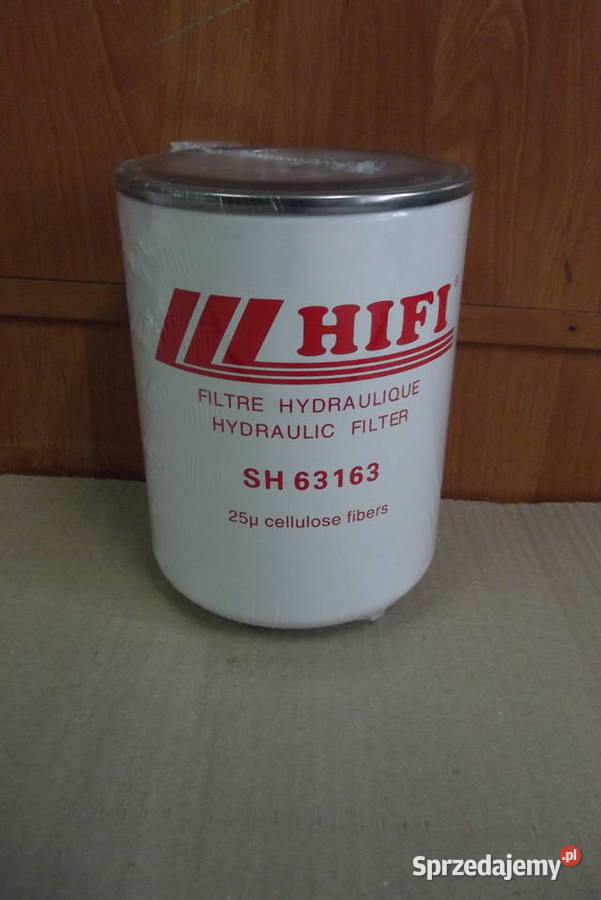 HIFI®
FILTRE HYDRAULIQUE
HYDRAULIC FILTER
SH 63163
25µ cellulose fibers
Sprzedajemy.pl